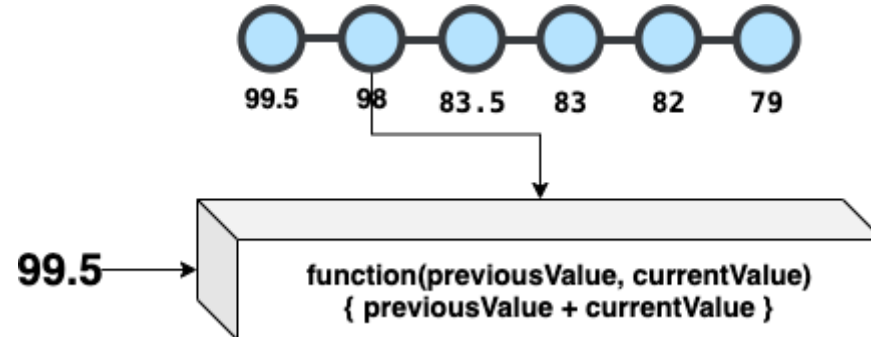 99.5 98 83.5 83 82 79
99.5
function(previousValue, currentValue)
{ previousValue + currentValue }